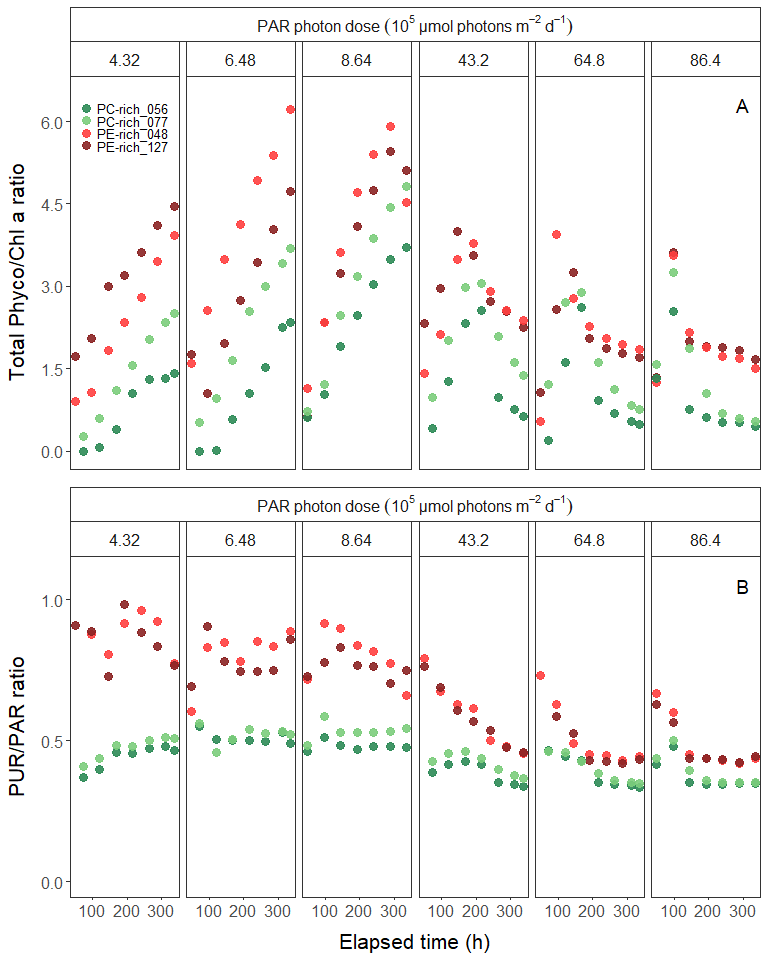 PAR photon dose (10⁵ µmol photons m⁻² d⁻¹)
4.32 6.48 8.64 43.2 64.8 86.4
A
PC-rich_056
PC-rich_077
PE-rich_048
PE-rich_127
Total Phyco/Chl a ratio
6.0
4.5
3.0
1.5
0.0
PAR photon dose (10⁵ µmol photons m⁻² d⁻¹)
4.32 6.48 8.64 43.2 64.8 86.4
B
PUR/PAR ratio
1.0
0.5
0.0
100 200 300 100 200 300 100 200 300 100 200 300 100 200 300 100 200 300
Elapsed time (h)